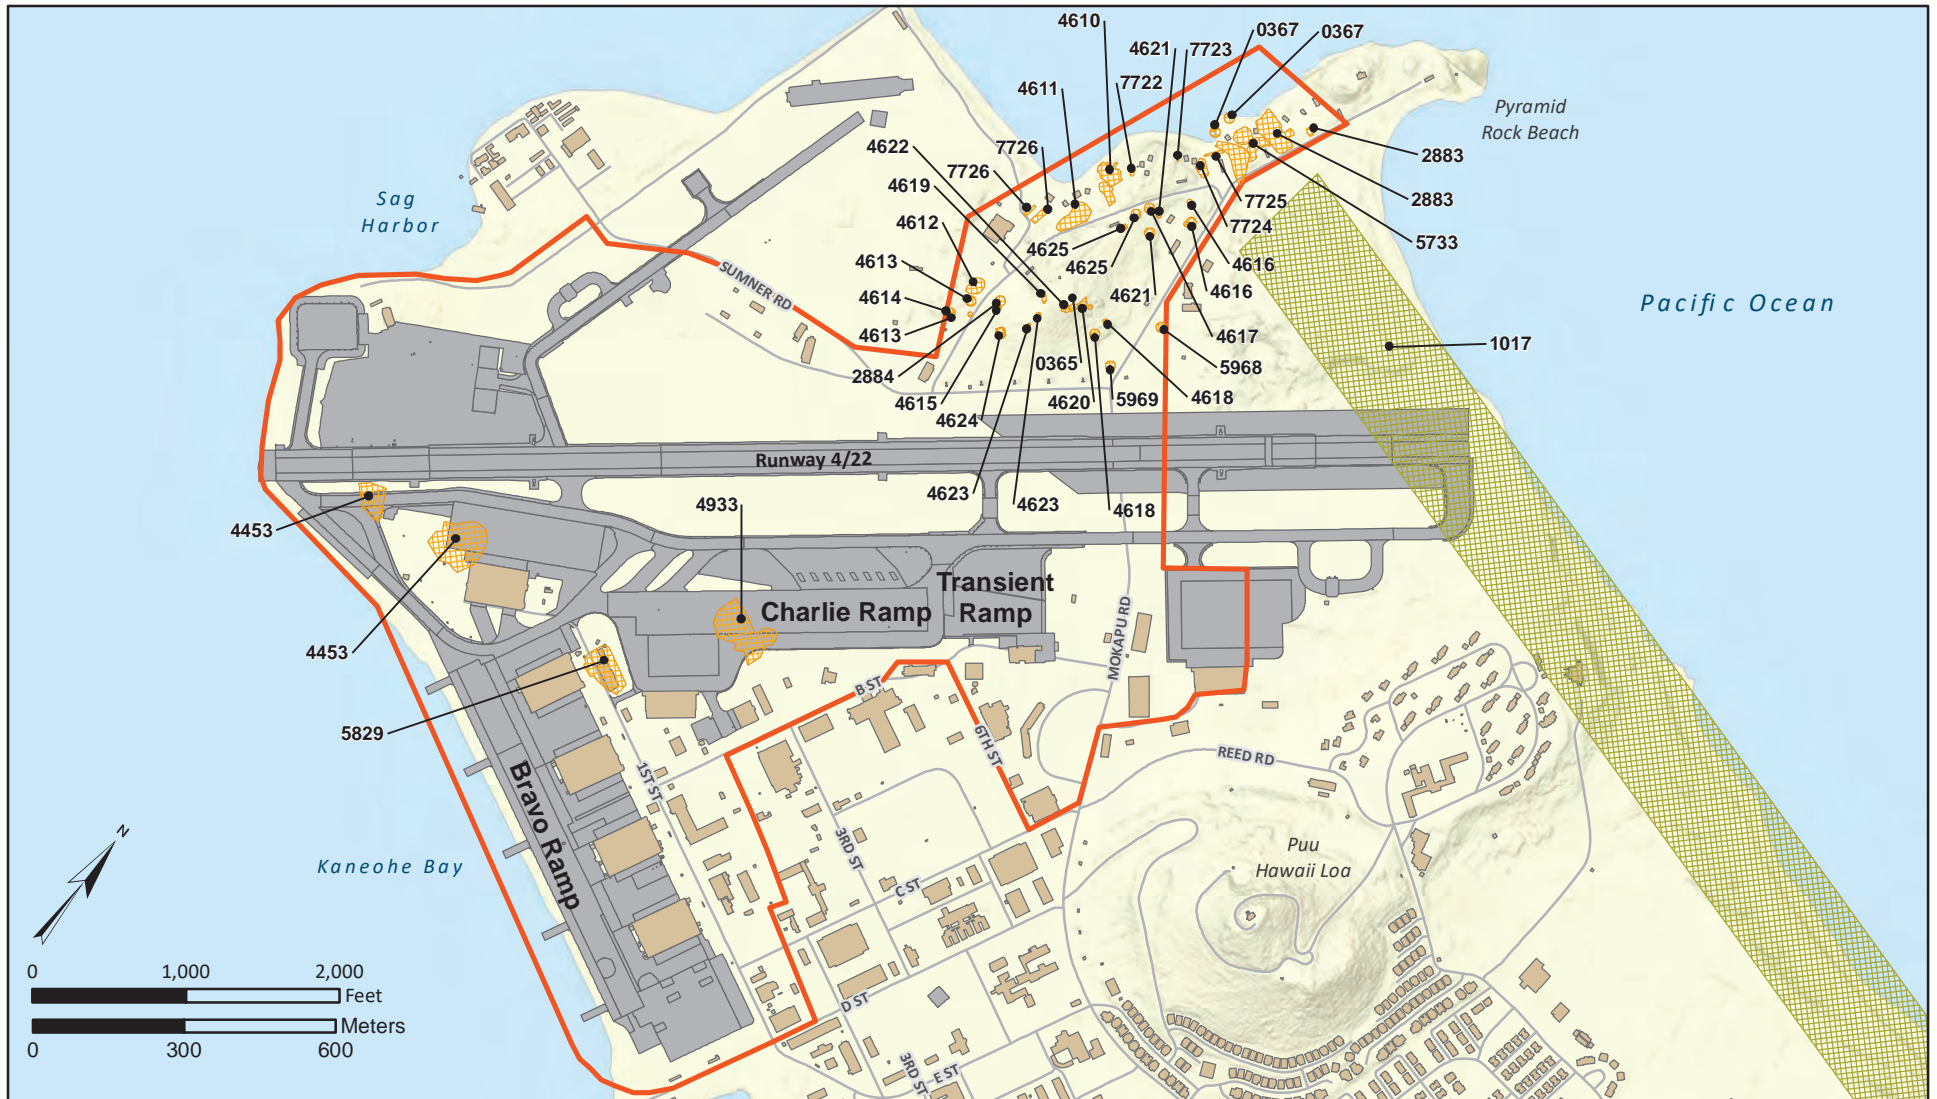 4610
0367
0367
4621
7723
7722
4611
Pyramid
Rock Beach
4622
7726
7726
2883
4619
Sag
Harbor
4612
7725
2883
7724
5733
4625
4613
4625
4616
4614
4621
4616
SUMNER RD
Pacific Ocean
4613
4617
1017
2884
0365
5968
4615
4620
5969
4618
4624
Runway 4/22
4623
4623
4618
4933
4453
Transient
Ramp
Charlie Ramp
MOKAPU RD
4453
B ST
5829
6TH ST
REED RD
1ST ST
Bravo Ramp
N
3RD ST
Puu
Hawaii Loa
Kaneohe Bay
C ST
0
1,000
2,000
Feet
D ST
Meters
0
300
600
3RD ST
E ST